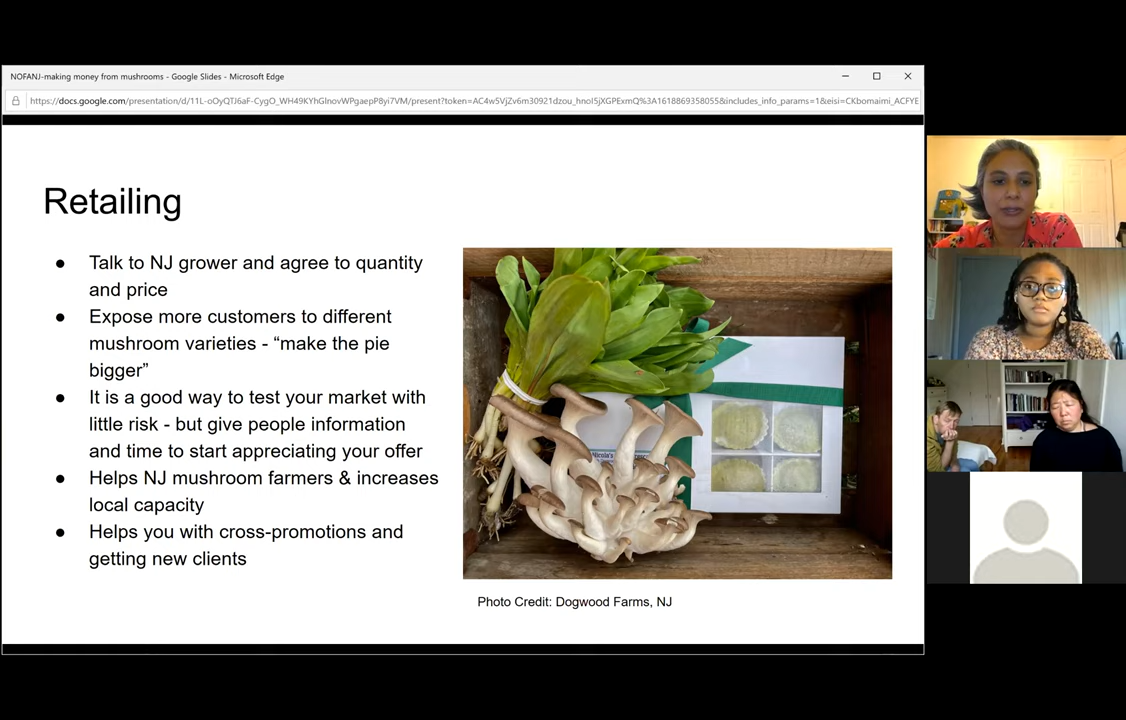 NOFANJ-making money from mushrooms - Google Slides - Microsoft Edge
https://docs.google.com/presentation/d/11L-oOyQTJ6aF-CygO_WH49KYhGInovWPgaepP8yi7VM/present?token=AC4w5VjZv6m30921dzou_hnoI5jXGPExmQ%3A1618869358055&includes_info_params=1&eisi=CKbomaimi_ACFYE
Retailing
● Talk to NJ grower and agree to quantity
and price
● Expose more customers to different
mushroom varieties - “make the pie
bigger”
● It is a good way to test your market with
little risk - but give people information
and time to start appreciating your offer
● Helps NJ mushroom farmers & increases
local capacity
● Helps you with cross-promotions and
getting new clients
Nicola's
Photo Credit: Dogwood Farms, NJ